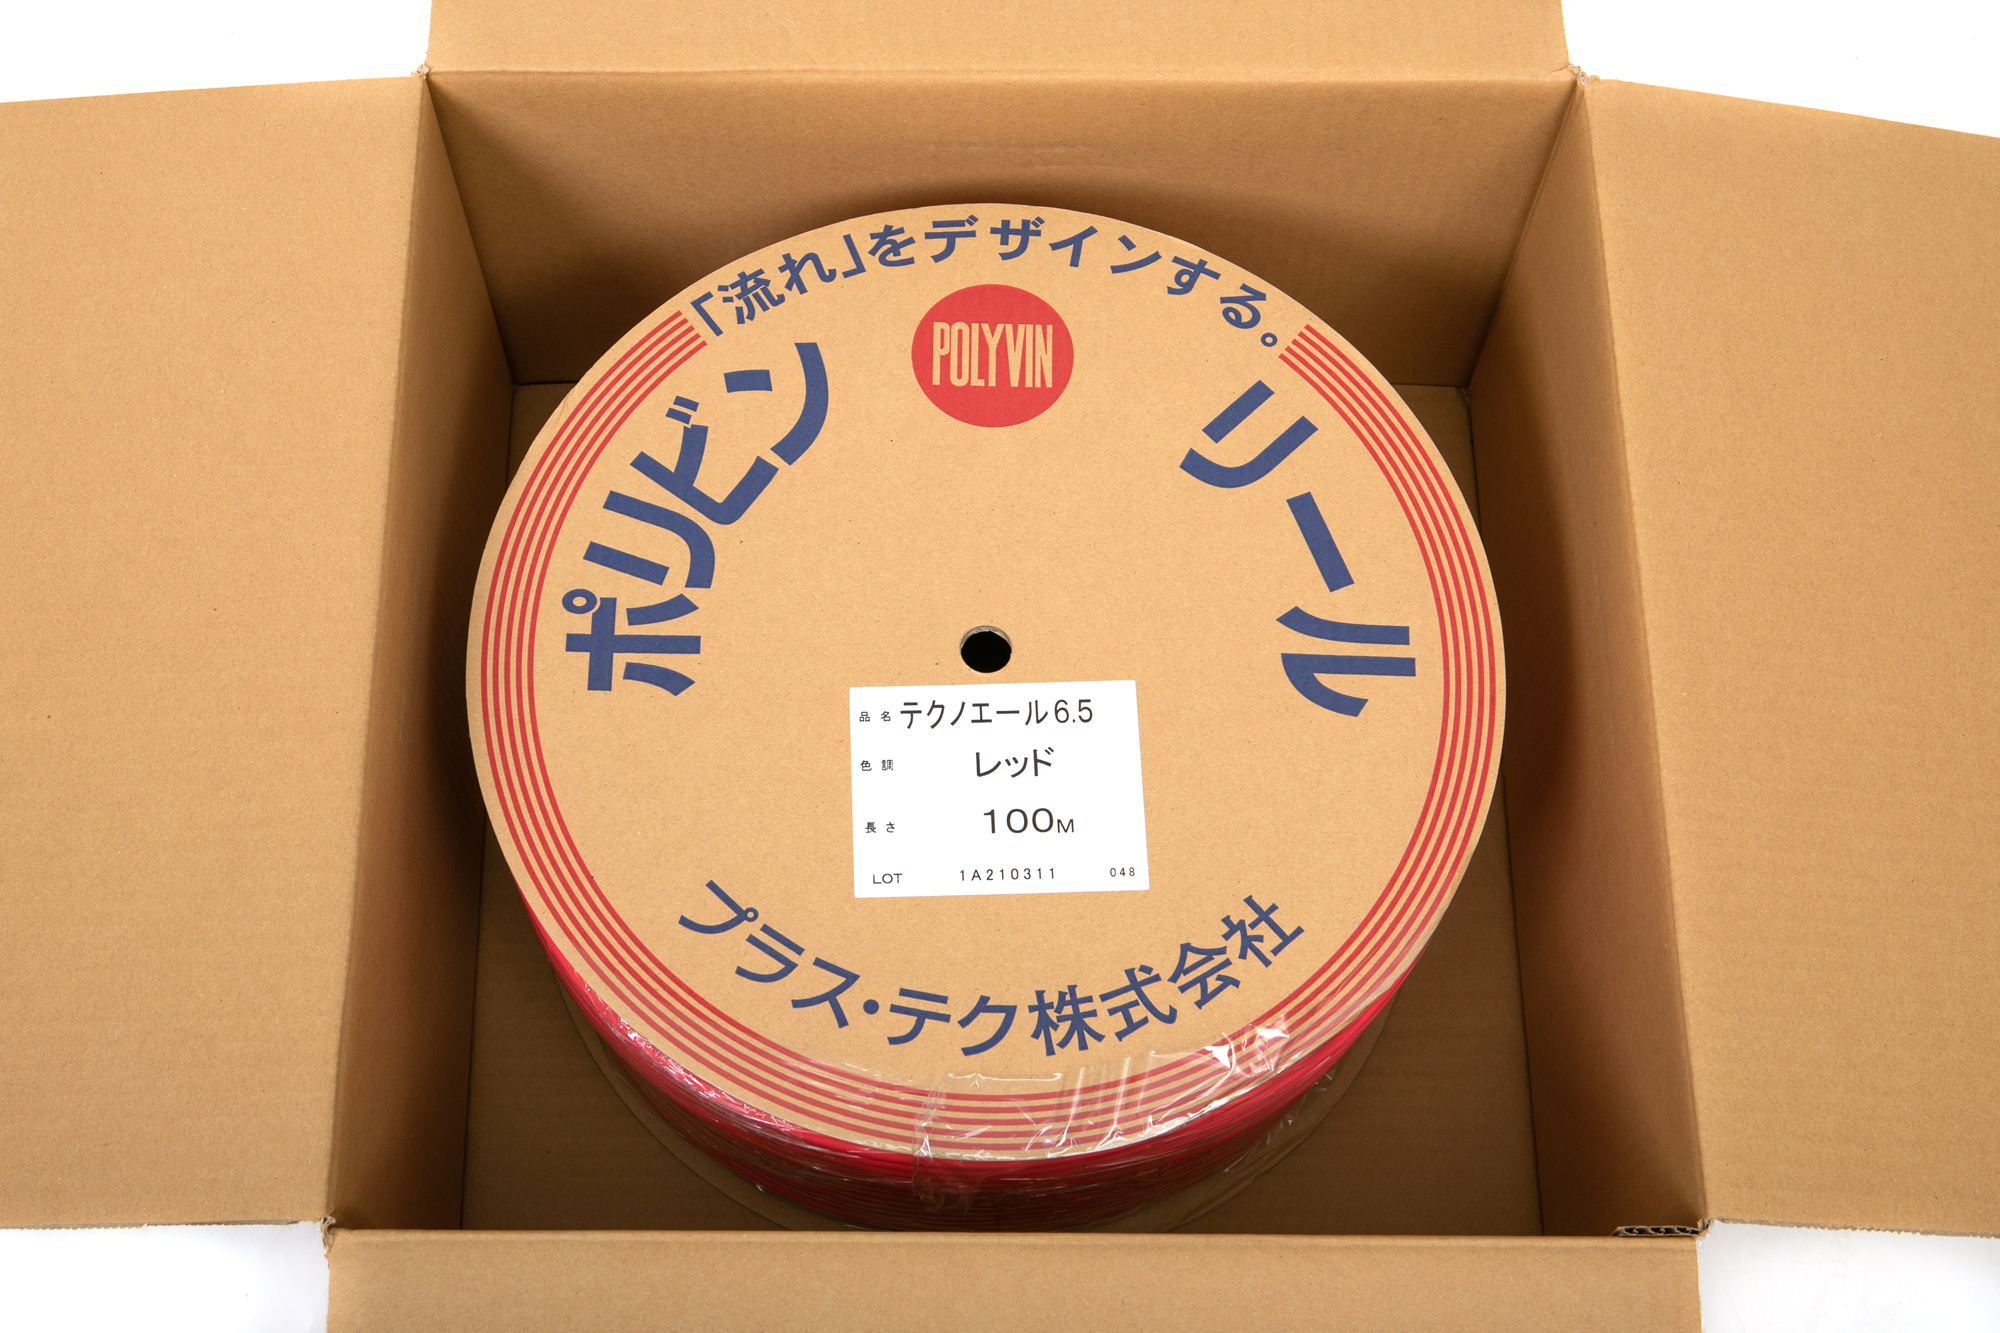 「流れ」をデザインする。
POLYVIN
ポリビン リール
品名 テクノエール6.5
色調 レッド
長さ 100M
LOT 1A210311 048
プラス・テク株式会社